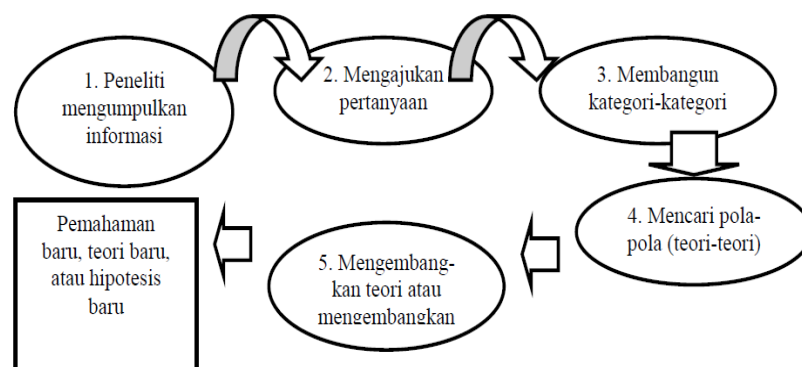 1. Peneliti
mengumpulkan
informasi
2. Mengajukan
pertanyaan
3. Membangun
kategori-kategori
4. Mencari pola-
pola (teori-teori)
5. Mengembang-
kan teori atau
mengembangkan
Pemahaman
baru, teori baru,
atau hipotesis
baru